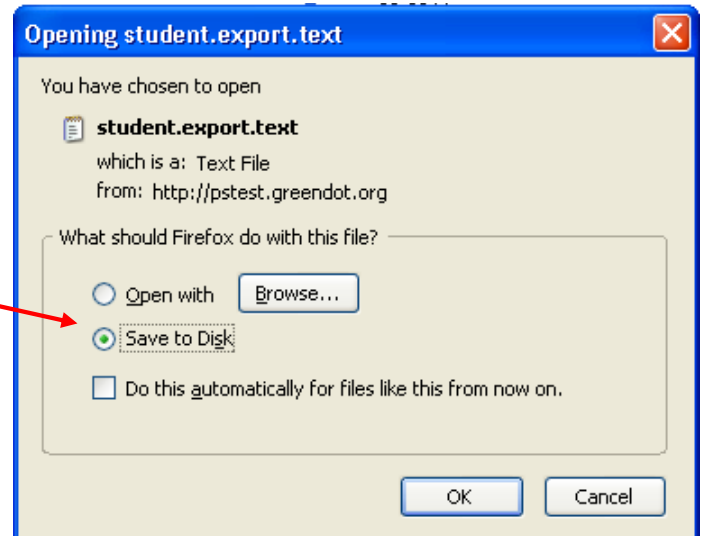 Opening student.export.text
You have chosen to open
student.export.text
which is a: Text File
from: http://pstest.greendot.org
What should Firefox do with this file?
Open with Browse...
Save to Disk
Do this automatically for files like this from now on.
OK Cancel